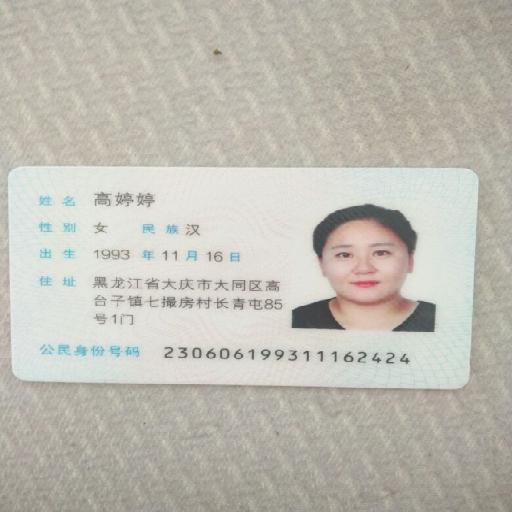 姓名 高婷婷
性别 女 民族 汉
出生 1993 年 11 月 16 日
住址 黑龙江省大庆市大同区高
台子镇七撮房村长青屯85
号1门
公民身份号码 230606199311162424